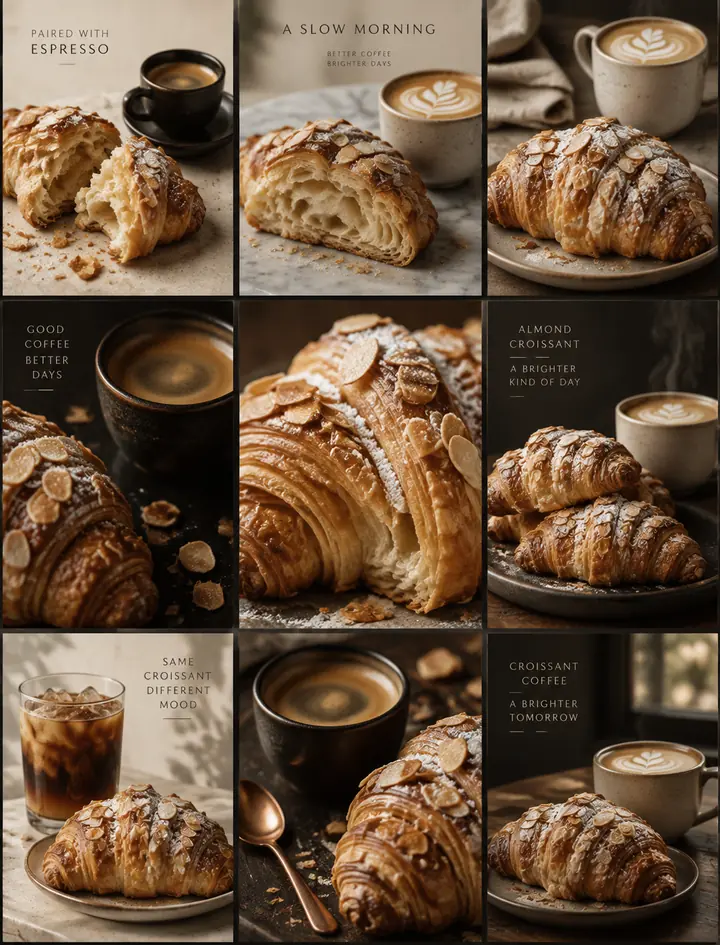 PAIRED WITH
ESPRESSO
A SLOW MORNING
BETTER COFFEE
BRIGHTER DAYS
GOOD
COFFEE
BETTER
DAYS
ALMOND
CROISSANT
A BRIGHTER
KIND OF DAY
SAME
CROISSANT
DIFFERENT
MOOD
CROISSANT
COFFEE
A BRIGHTER
TOMORROW